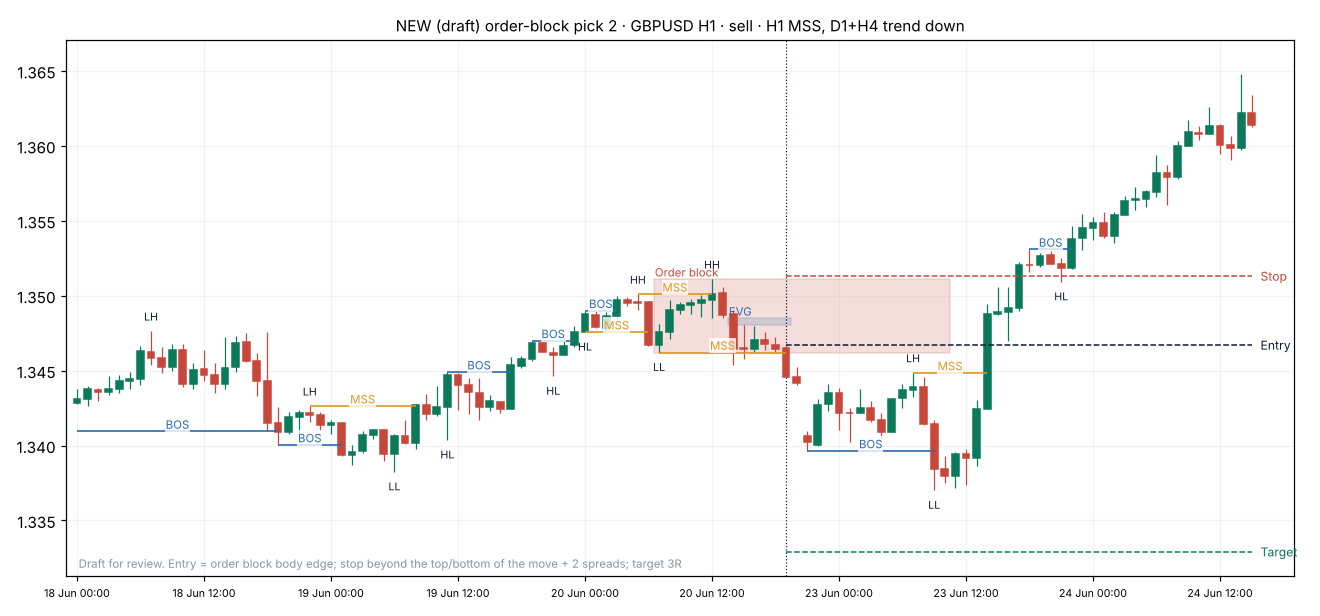 NEW (draft) order-block pick 2 · GBPUSD H1 · sell · H1 MSS, D1+H4 trend down
1.365
1.360
1.355
1.350
1.345
1.340
1.335
LH
BOS
LH
BOS
MSS
LL
HL
BOS
BOS
HL
BOS
HL
MSS
HH
Order block
MSS
LL
HH
MSS
FVG
BOS
LH
MSS
LL
BOS
HL
Stop
Entry
Target
Draft for review. Entry = order block body edge; stop beyond the top/bottom of the move + 2 spreads; target 3R
18 Jun 00:00
18 Jun 12:00
19 Jun 00:00
19 Jun 12:00
20 Jun 00:00
20 Jun 12:00
23 Jun 00:00
23 Jun 12:00
24 Jun 00:00
24 Jun 12:00